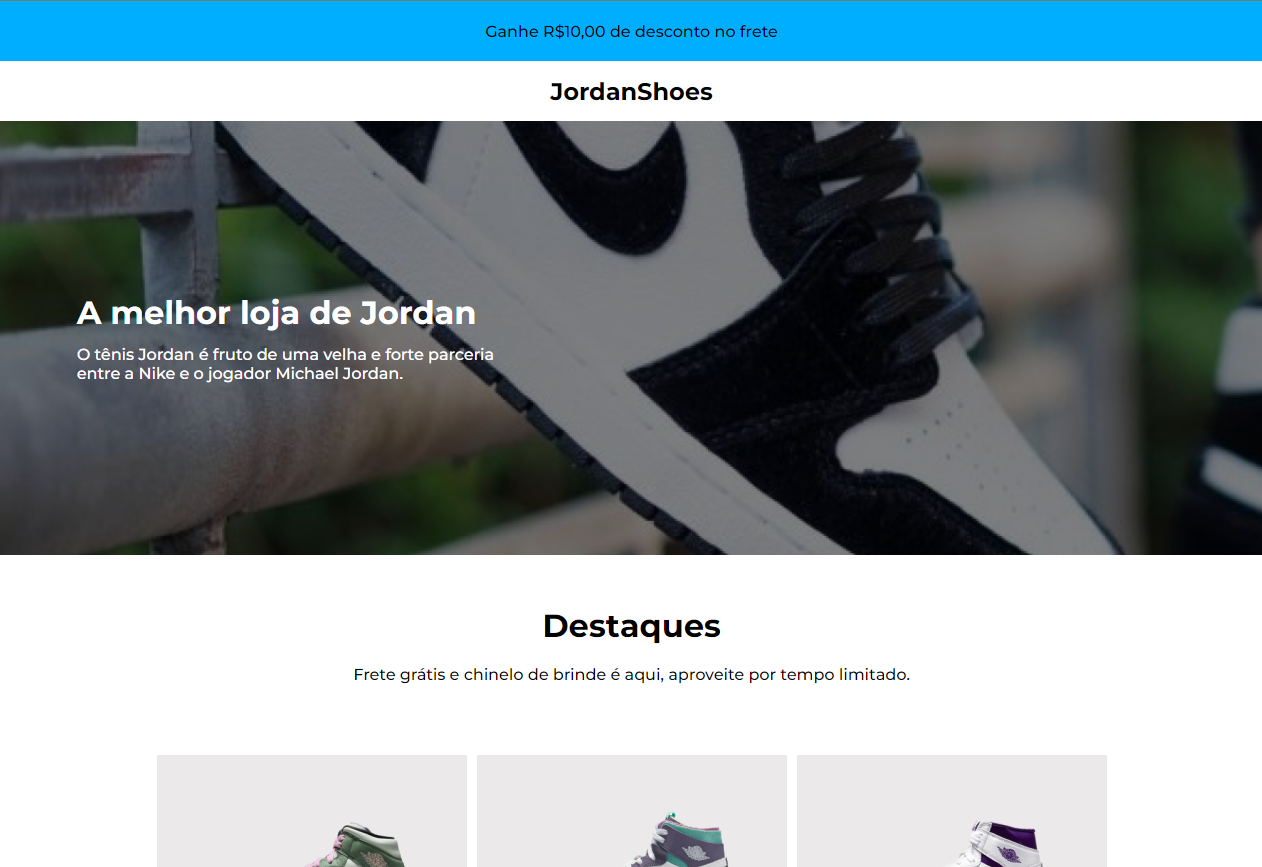 Ganhe R$10,00 de desconto no frete
JordanShoes
A melhor loja de Jordan
O tênis Jordan é fruto de uma velha e forte parceria
entre a Nike e o jogador Michael Jordan.
Destaques
Frete grátis e chinelo de brinde é aqui, aproveite por tempo limitado.